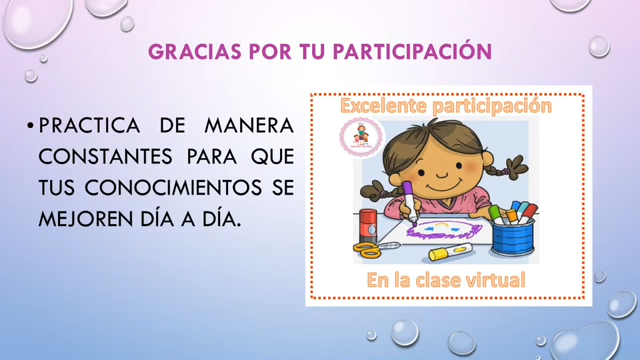 GRACIAS POR TU PARTICIPACIÓN
• PRACTICA DE MANERA
CONSTANTES PARA QUE
TUS CONOCIMIENTOS SE
MEJOREN DÍA A DÍA.
Excelente participación
En la clase virtual